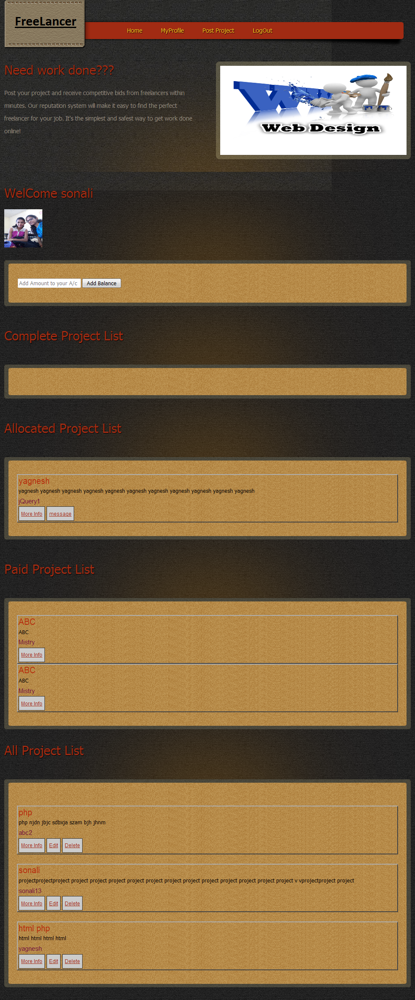 FreeLancer
Home MyProfile Post Project LogOut
Need work done???
Post your project and receive competitive bids from freelancers within
minutes. Our reputation system will make it easy to find the perfect
freelancer for your job. It's the simplest and safest way to get work done
online!
W
Web Design
WelCome sonali
Add Amount to your A/c Add Balance
Complete Project List
Allocated Project List
yagnesh
yagnesh yagnesh yagnesh yagnesh yagnesh yagnesh yagnesh yagnesh yagnesh yagnesh yagnesh
jQuery1
More Info message
Paid Project List
ABC
ABC
Mistry
More Info
ABC
ABC
Mistry
More Info
All Project List
php
php njdn jbjc sdbxja szam bjh jhnm
abc2
More Info Edit Delete
sonali
projectprojectproject project project project project project project project project project project project project v vprojectproject project
sonali13
More Info Edit Delete
html php
html html html html
yagnesh
More Info Edit Delete